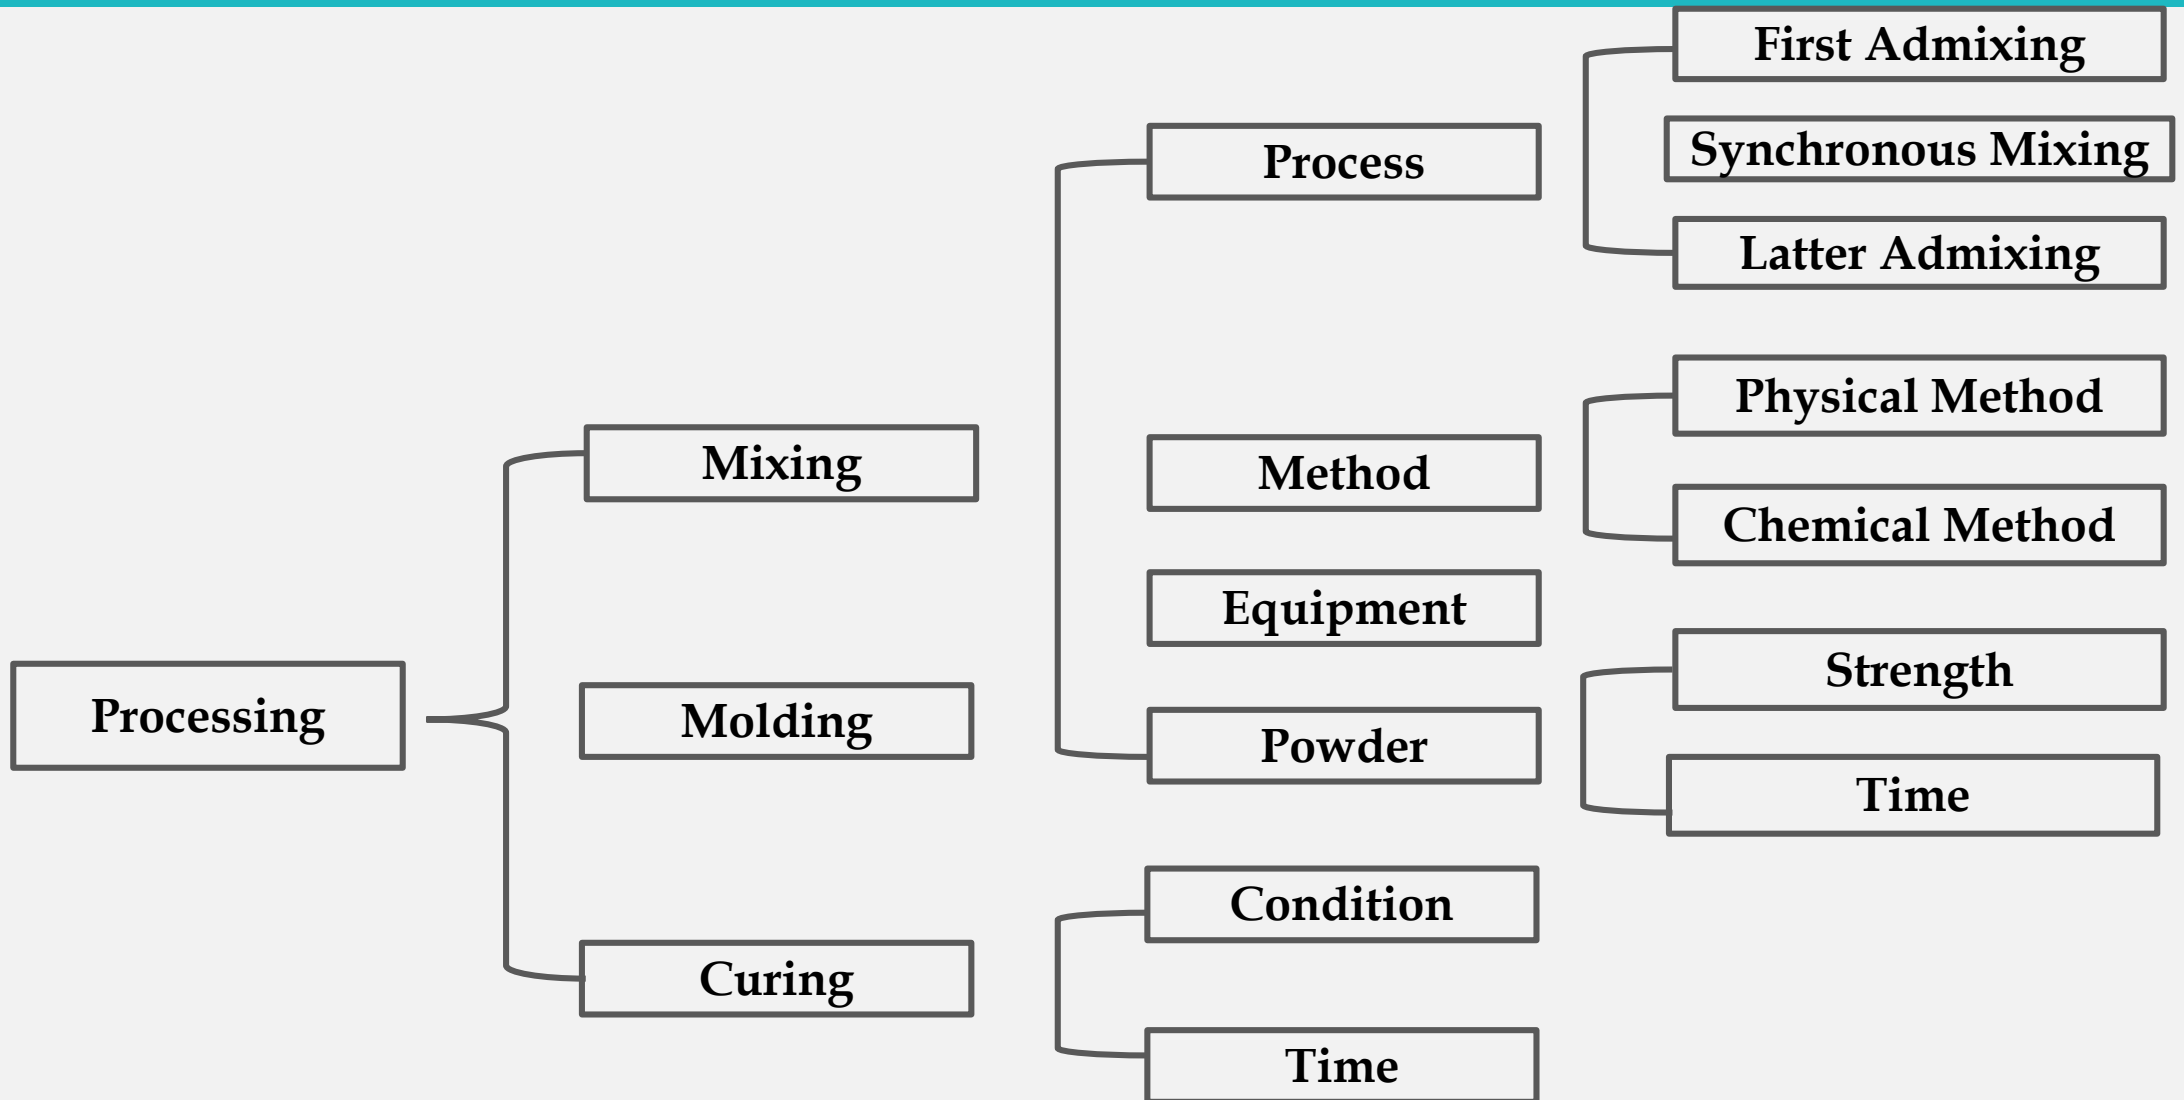 Processing
Mixing
Molding
Curing
Process
Method
Equipment
Powder
Condition
Time
First Admixing
Synchronous Mixing
Latter Admixing
Physical Method
Chemical Method
Strength
Time